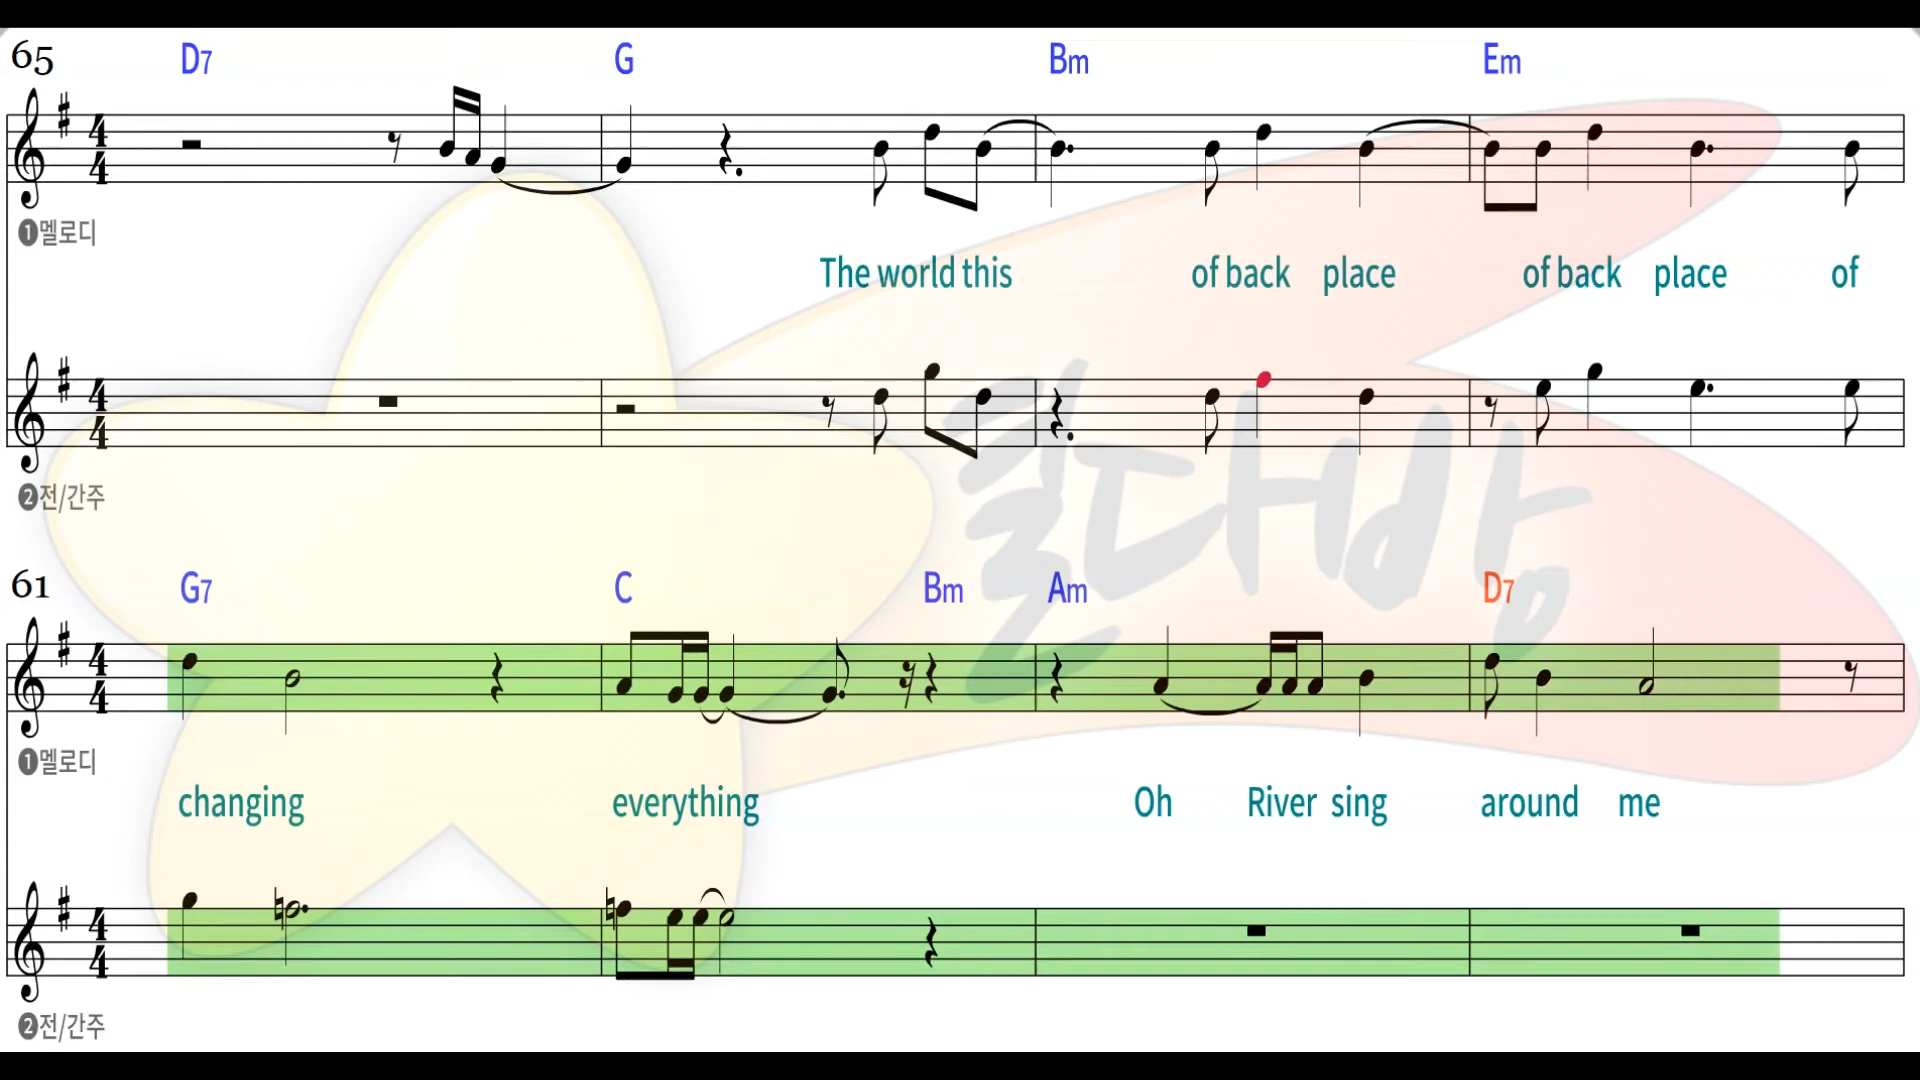 65 D7 G Bm Em
❶멜로디
The world this of back place of back place of
❷전/간주
61 G7 C Bm Am D7
❶멜로디
changing everything Oh River sing around me
❷전/간주